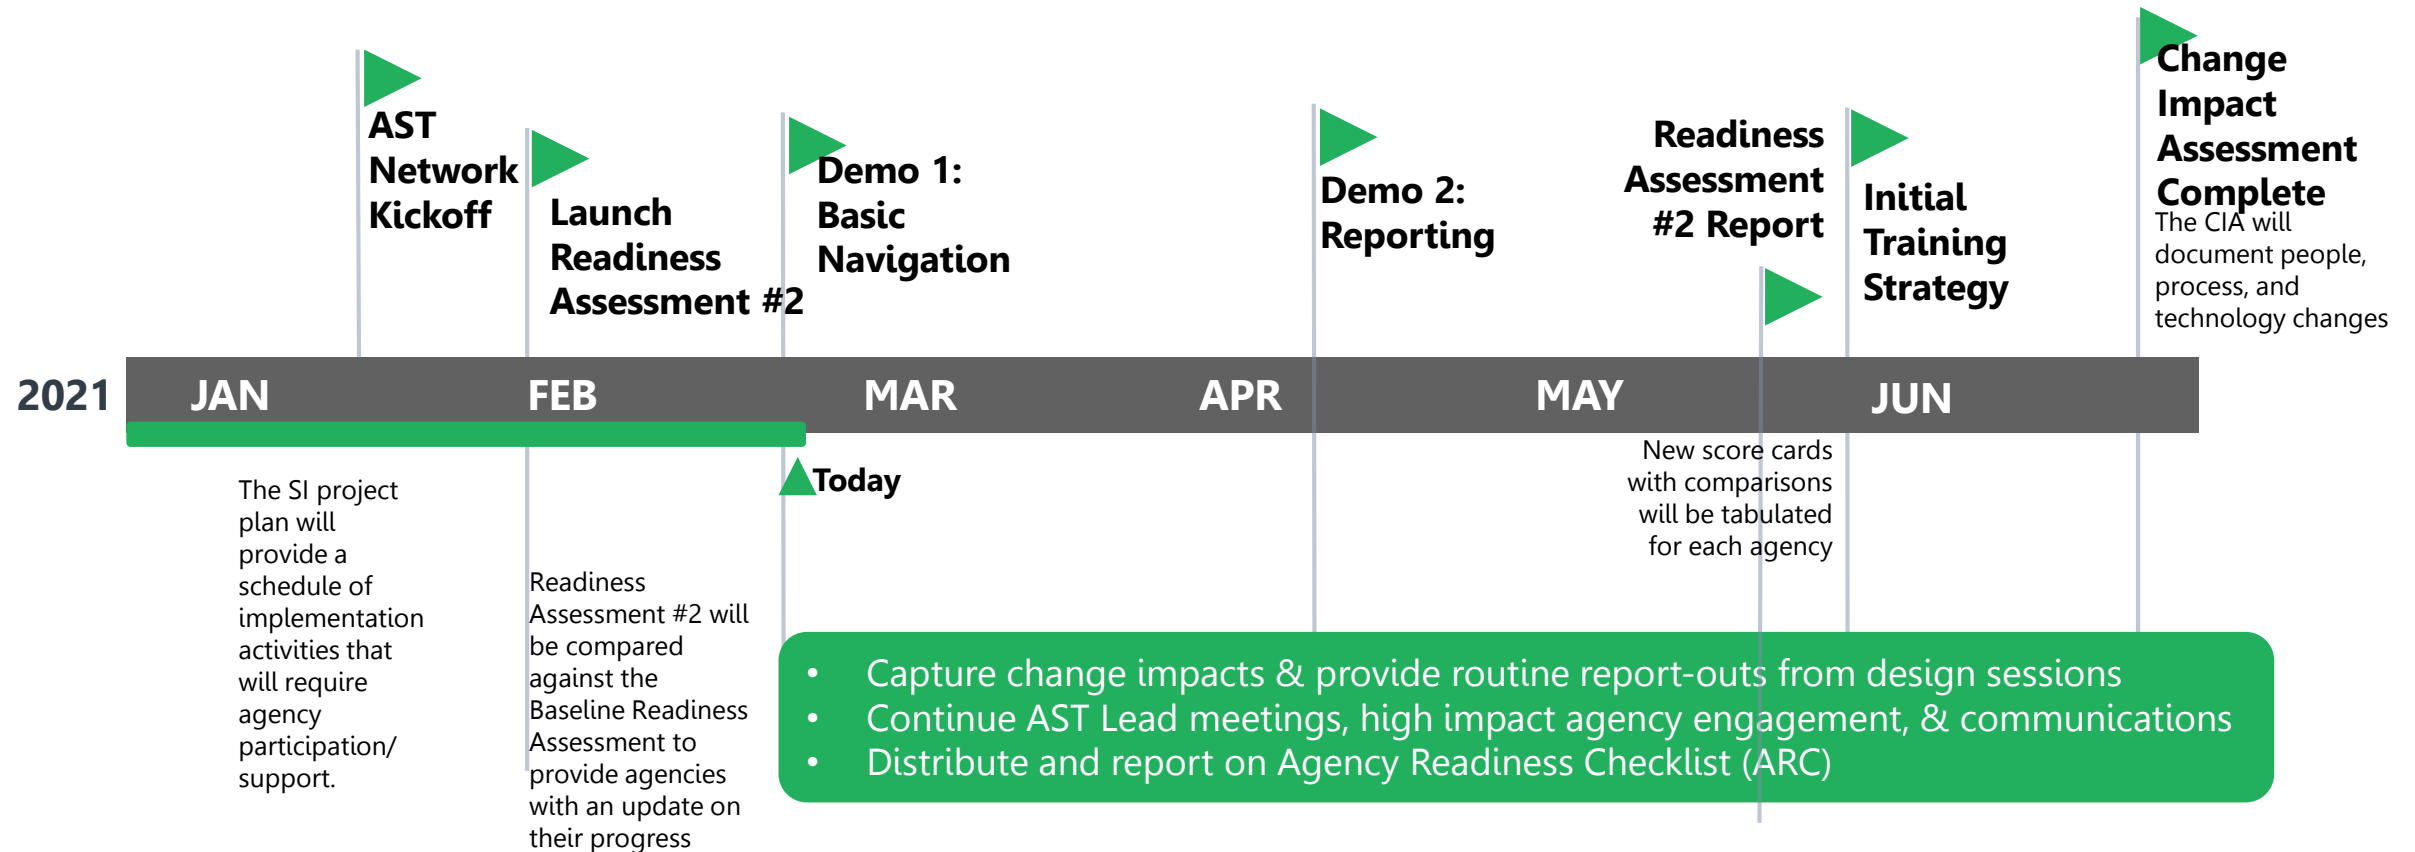 AST
Network
Kickoff
Launch
Readiness
Assessment #2
Demo 1:
Basic
Navigation
Demo 2:
Reporting
Readiness
Assessment
#2 Report
Initial
Training
Strategy
Change
Impact
Assessment
Complete
The CIA will
document people,
process, and
technology changes
2021 JAN FEB MAR APR MAY JUN
Today
The SI project
plan will
provide a
schedule of
implementation
activities that
will require
agency
participation/
support.
Readiness
Assessment #2 will
be compared
against the
Baseline Readiness
Assessment to
provide agencies
with an update on
their progress
New score cards
with comparisons
will be tabulated
for each agency
• Capture change impacts & provide routine report-outs from design sessions
• Continue AST Lead meetings, high impact agency engagement, & communications
• Distribute and report on Agency Readiness Checklist (ARC)